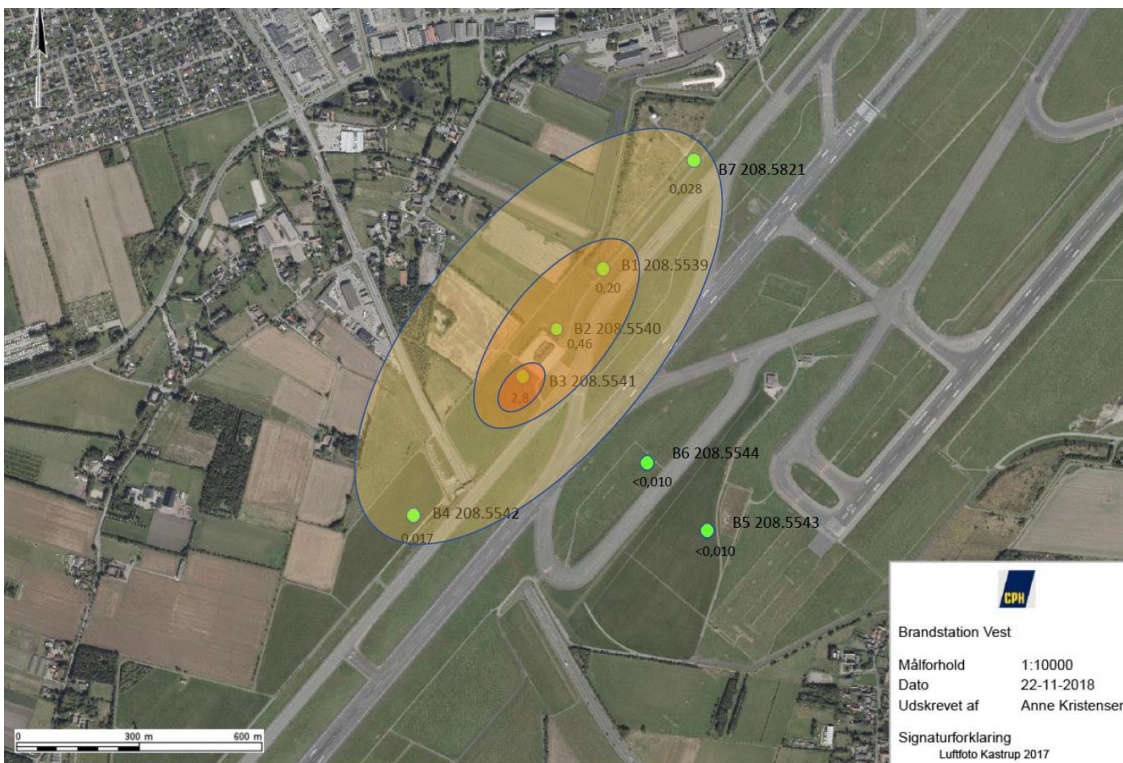 B7 208.5821
0,028
B1 208.5539
0,20
B2 208.5540
0,46
B3 208.5541
2,8
B6 208.5544
<0,010
B4 208.5542
0,017
B5 208.5543
<0,010
CPH
Brandstation Vest
Målforhold 1:10000
Dato 22-11-2018
Udskrevet af Anne Kristensen
Signaturforklaring
Luftfoto Kastrup 2017
0 300 m 600 m